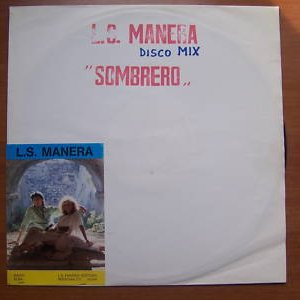 L.S. MANERA
DISCO MIX
"SOMBRERO"
L.S. MANERA